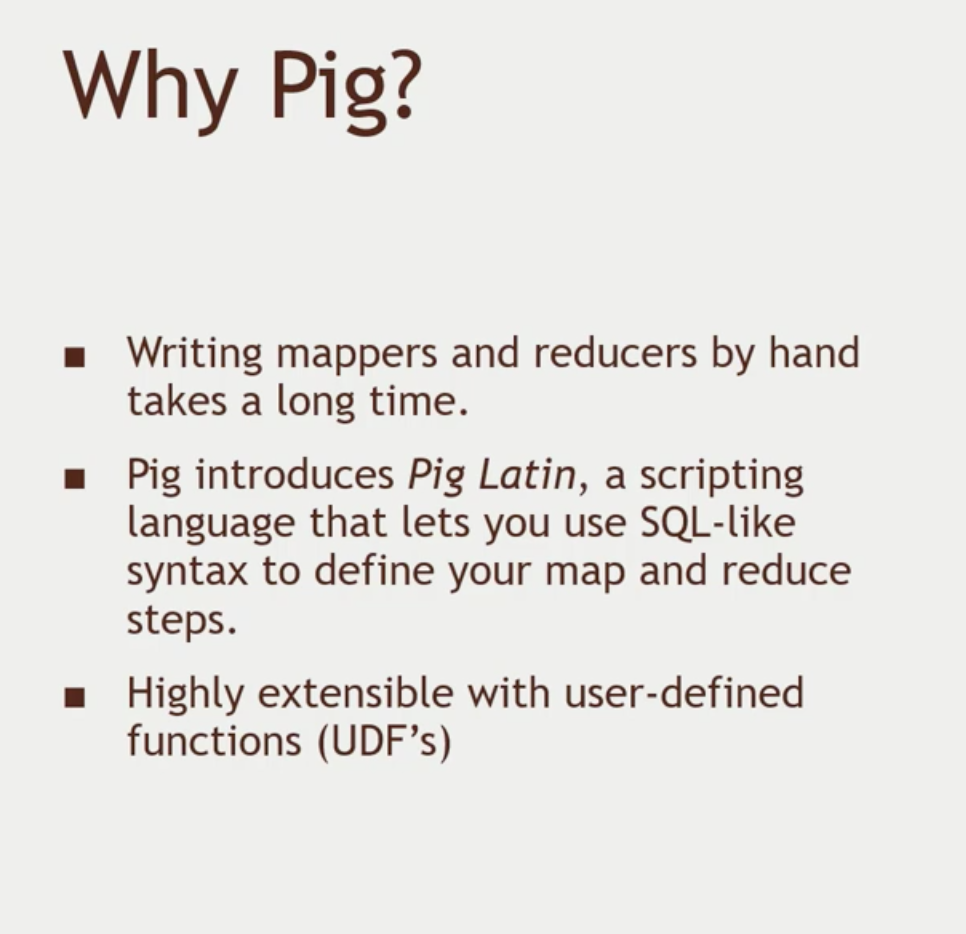 Why Pig?
■ Writing mappers and reducers by hand
takes a long time.
■ Pig introduces Pig Latin, a scripting
language that lets you use SQL-like
syntax to define your map and reduce
steps.
■ Highly extensible with user-defined
functions (UDF’s)